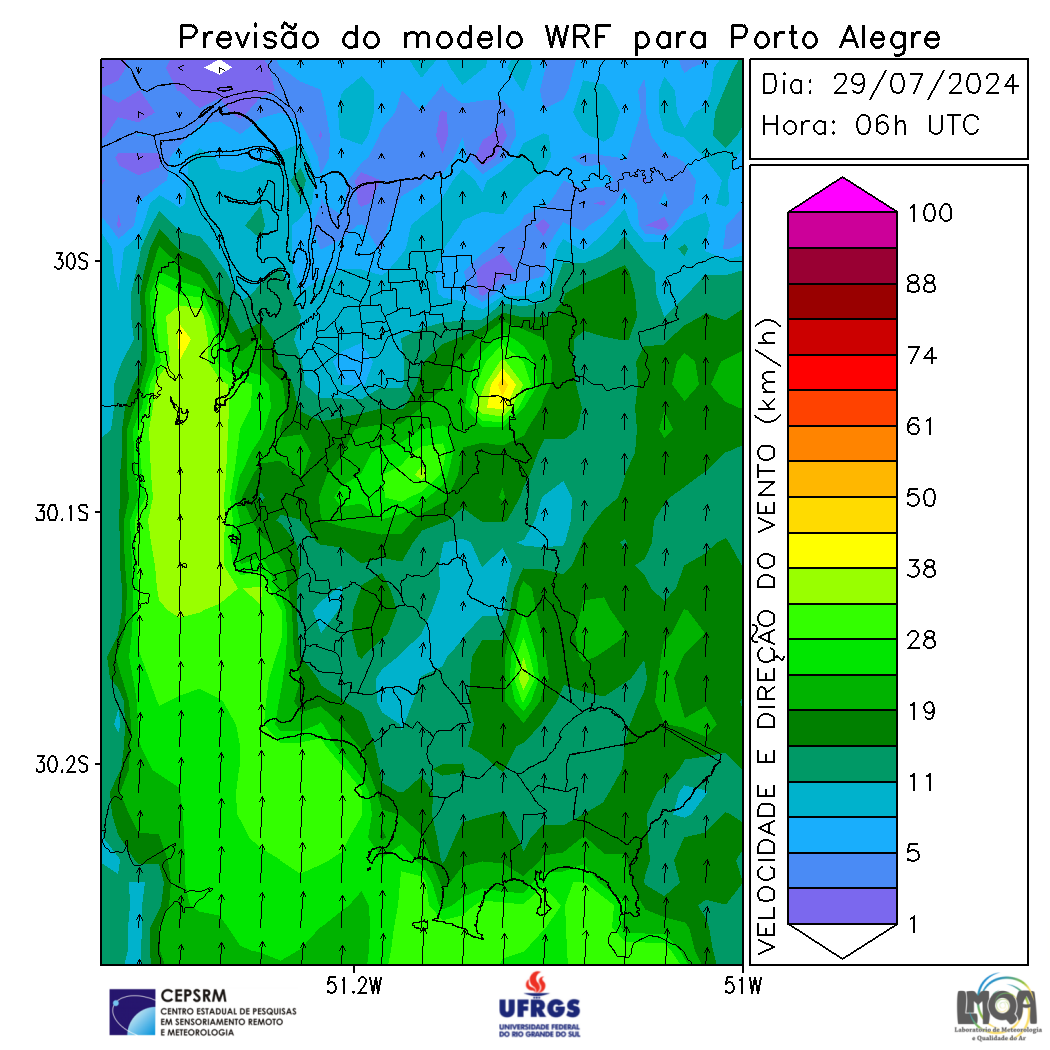 Previsão do modelo WRF para Porto Alegre
Dia: 29/07/2024
Hora: 06h UTC
30S
30.1S
30.2S
51.2W
51W
VELOCIDADE E DIREÇÃO DO VENTO (km/h)
100
88
74
61
50
38
28
19
11
5
1
CEPSRM
CENTRO ESTADUAL DE PESQUISAS
EM SENSORIAMENTO REMOTO
E METEOROLOGIA
UFRGS
UNIVERSIDADE FEDERAL
DO RIO GRANDE DO SUL
LMQA
Laboratório de Meteorologia
e Qualidade do Ar